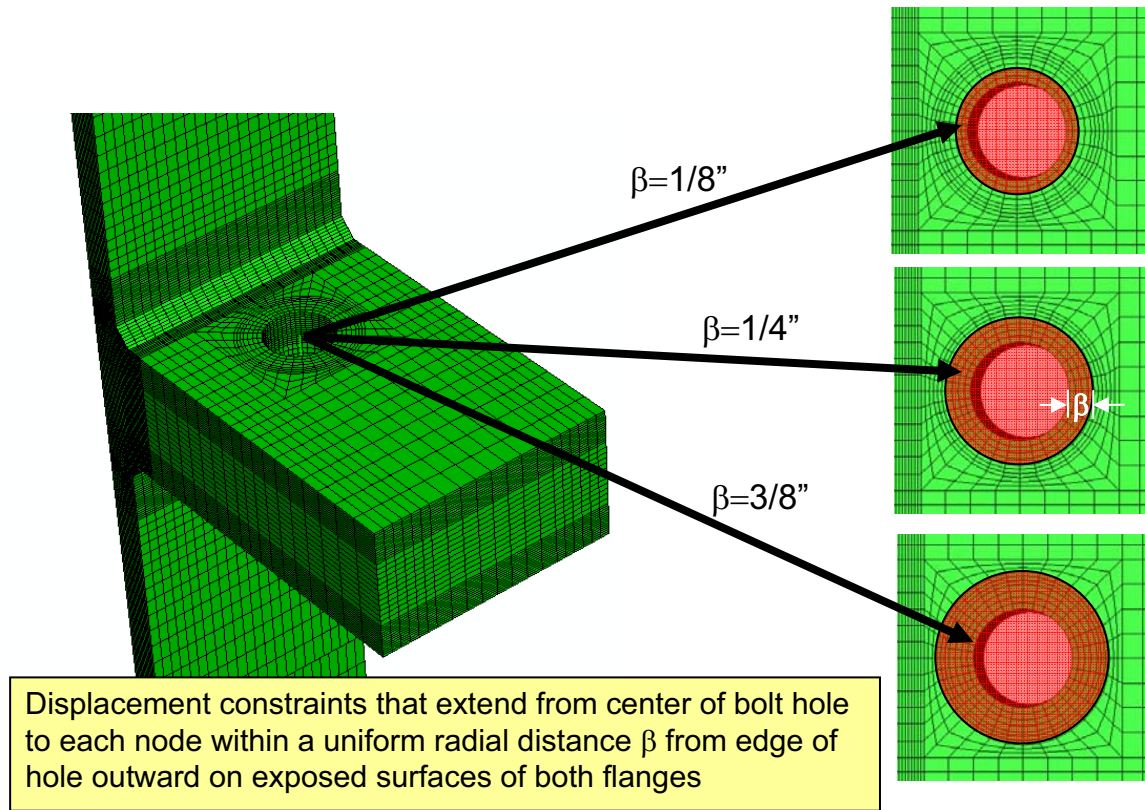 β=1/8”
β=1/4”
β
β=3/8”
Displacement constraints that extend from center of bolt hole
to each node within a uniform radial distance β from edge of
hole outward on exposed surfaces of both flanges